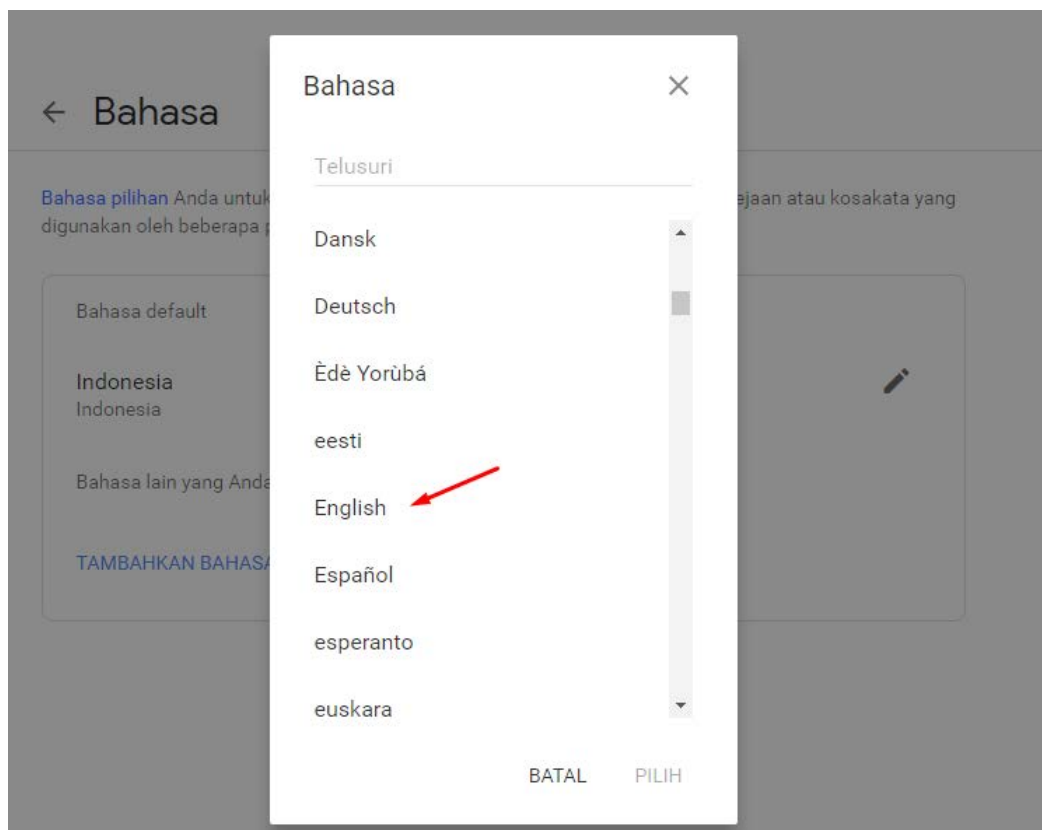 Bahasa
Bahasa pilihan Anda untuk
ejaan atau kosakata yang
digunakan oleh beberapa
Bahasa default
Indonesia
Indonesia
Bahasa lain yang Anda
TAMBAHKAN BAHASA
Bahasa
Telusuri
Dansk
Deutsch
Èdè Yorùbá
eesti
English
Español
esperanto
euskara
BATAL
PILIH